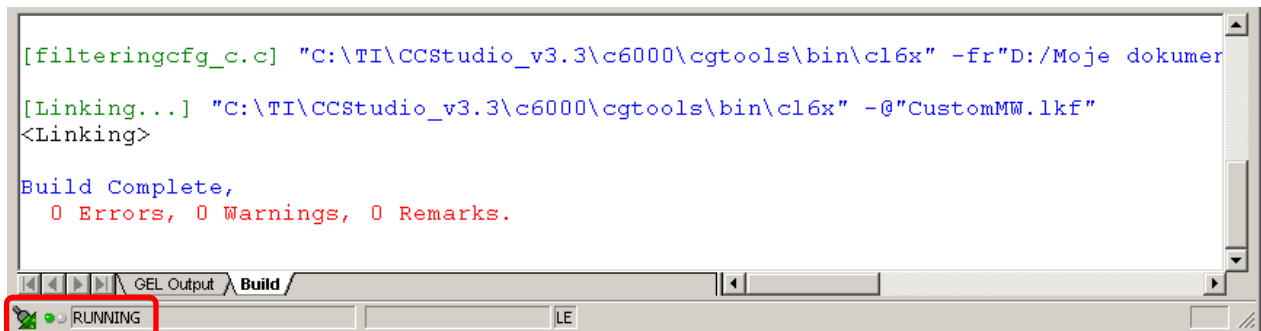 [filteringcfg_c.c] "C:\TI\CCStudio_v3.3\c6000\cgtools\bin\cl6x" -fr"D:/Moje dokumer
[Linking...] "C:\TI\CCStudio_v3.3\c6000\cgtools\bin\cl6x" -@"CustomMW.lkf"
<Linking>
Build Complete,
0 Errors, 0 Warnings, 0 Remarks.
GEL Output Build
RUNNING LE